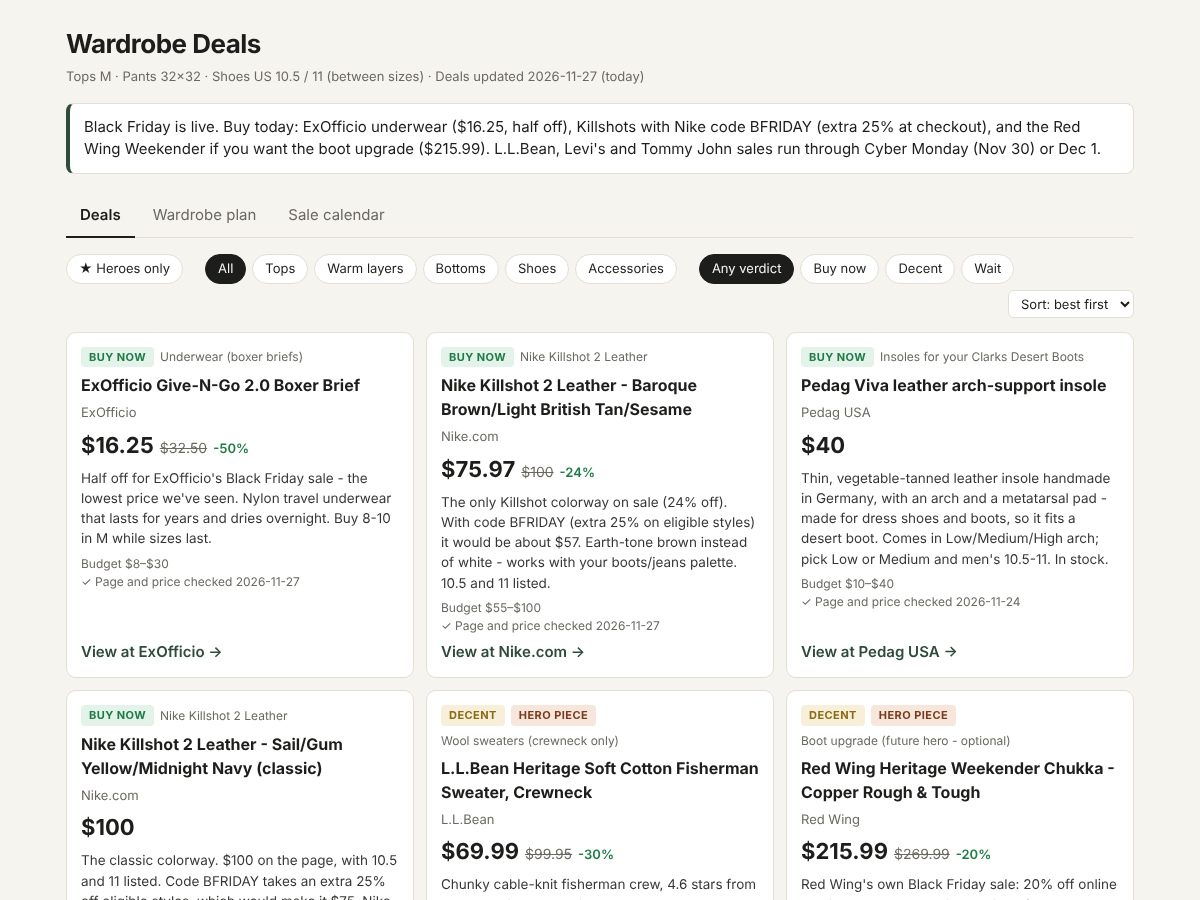 Wardrobe Deals
Tops M · Pants 32×32 · Shoes US 10.5 / 11 (between sizes) · Deals updated 2026-11-27 (today)
Black Friday is live. Buy today: ExOfficio underwear ($16.25, half off), Killshots with Nike code BFRIDAY (extra 25% at checkout), and the Red
Wing Weekender if you want the boot upgrade ($215.99). L.L.Bean, Levi's and Tommy John sales run through Cyber Monday (Nov 30) or Dec 1.
Deals Wardrobe plan Sale calendar
★ Heroes only All Tops Warm layers Bottoms Shoes Accessories Any verdict Buy now Decent Wait
Sort: best first
BUY NOW Underwear (boxer briefs)
ExOfficio Give-N-Go 2.0 Boxer Brief
ExOfficio
$16.25 $32.50 -50%
Half off for ExOfficio's Black Friday sale - the
lowest price we've seen. Nylon travel underwear
that lasts for years and dries overnight. Buy 8-10
in M while sizes last.
Budget $8–$30
✓ Page and price checked 2026-11-27
View at ExOfficio →
BUY NOW Nike Killshot 2 Leather
Nike Killshot 2 Leather - Baroque
Brown/Light British Tan/Sesame
Nike.com
$75.97 $100 -24%
The only Killshot colorway on sale (24% off).
With code BFRIDAY (extra 25% on eligible styles)
it would be about $57. Earth-tone brown instead
of white - works with your boots/jeans palette.
10.5 and 11 listed.
Budget $55–$100
✓ Page and price checked 2026-11-27
View at Nike.com →
BUY NOW Insoles for your Clarks Desert Boots
Pedag Viva leather arch-support insole
Pedag USA
$40
Thin, vegetable-tanned leather insole handmade
in Germany, with an arch and a metatarsal pad -
made for dress shoes and boots, so it fits a
desert boot. Comes in Low/Medium/High arch;
pick Low or Medium and men's 10.5-11. In stock.
Budget $10–$40
✓ Page and price checked 2026-11-24
View at Pedag USA →
BUY NOW Nike Killshot 2 Leather
Nike Killshot 2 Leather - Sail/Gum
Yellow/Midnight Navy (classic)
Nike.com
$100
The classic colorway. $100 on the page, with 10.5
and 11 listed. Code BFRIDAY takes an extra 25%
off eligible styles, which would make it $75. Nike
DECENT HERO PIECE
Wool sweaters (crewneck only)
L.L.Bean Heritage Soft Cotton Fisherman
Sweater, Crewneck
L.L.Bean
$69.99 $99.95 -30%
Chunky cable-knit fisherman crew, 4.6 stars from
DECENT HERO PIECE
Boot upgrade (future hero - optional)
Red Wing Heritage Weekender Chukka -
Copper Rough & Tough
Red Wing
$215.99 $269.99 -20%
Red Wing's own Black Friday sale: 20% off online